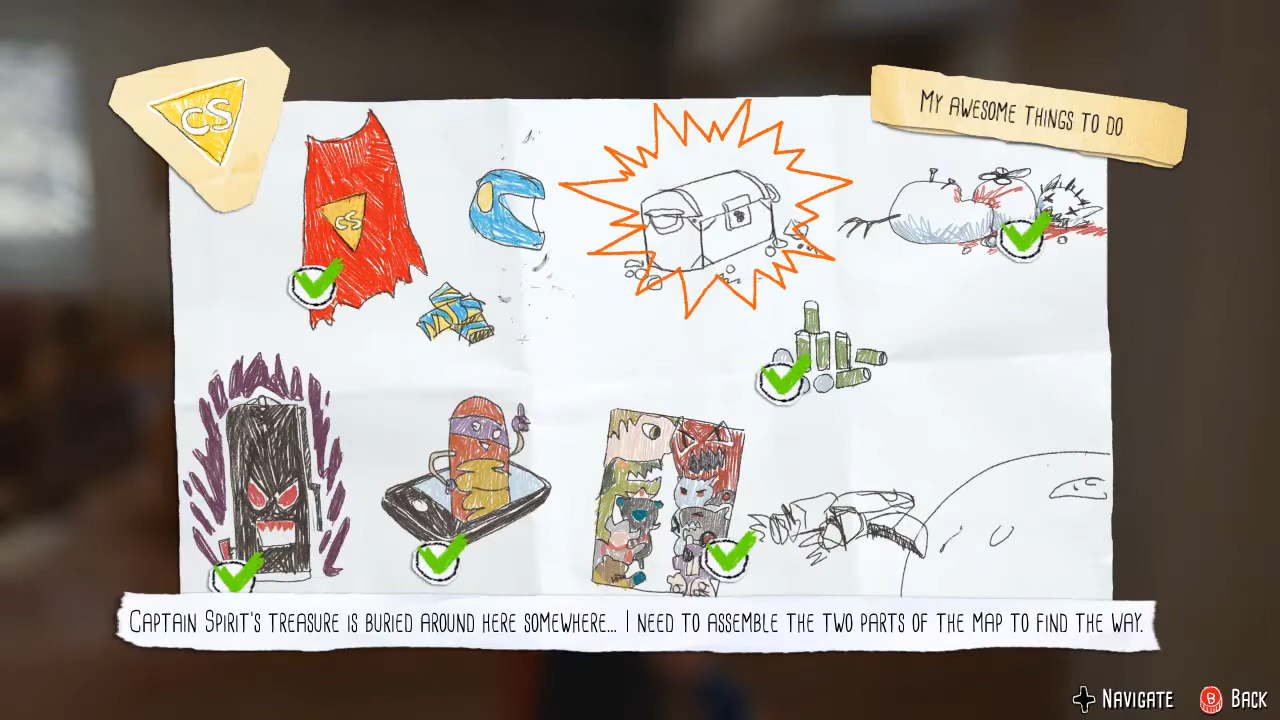 CS
MY AWESOME THINGS TO DO
CS
CAPTAIN SPIRIT'S TREASURE IS BURIED AROUND HERE SOMEWHERE... I NEED TO ASSEMBLE THE TWO PARTS OF THE MAP TO FIND THE WAY.
NAVIGATE B BACK